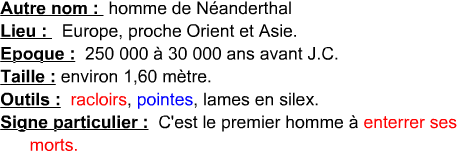 Autre nom : homme de Néanderthal
Lieu : Europe, proche Orient et Asie.
Epoque : 250 000 à 30 000 ans avant J.C.
Taille : environ 1,60 mètre.
Outils : racloirs, pointes, lames en silex.
Signe particulier : C'est le premier homme à enterrer ses
morts.